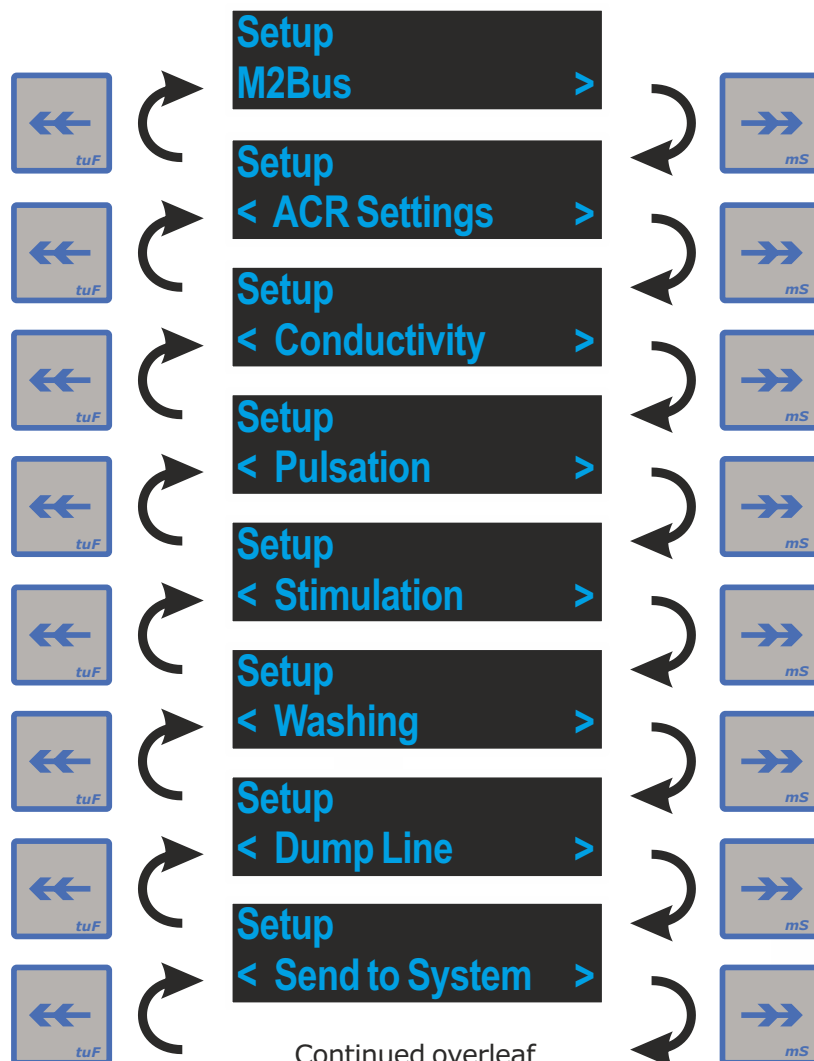 Setup
M2Bus >
tuF
mS
Setup
< ACR Settings >
tuF
mS
Setup
< Conductivity >
tuF
mS
Setup
< Pulsation >
tuF
mS
Setup
< Stimulation >
tuF
mS
Setup
< Washing >
tuF
mS
Setup
< Dump Line >
tuF
mS
Setup
< Send to System >
tuF
mS
Continued overleaf